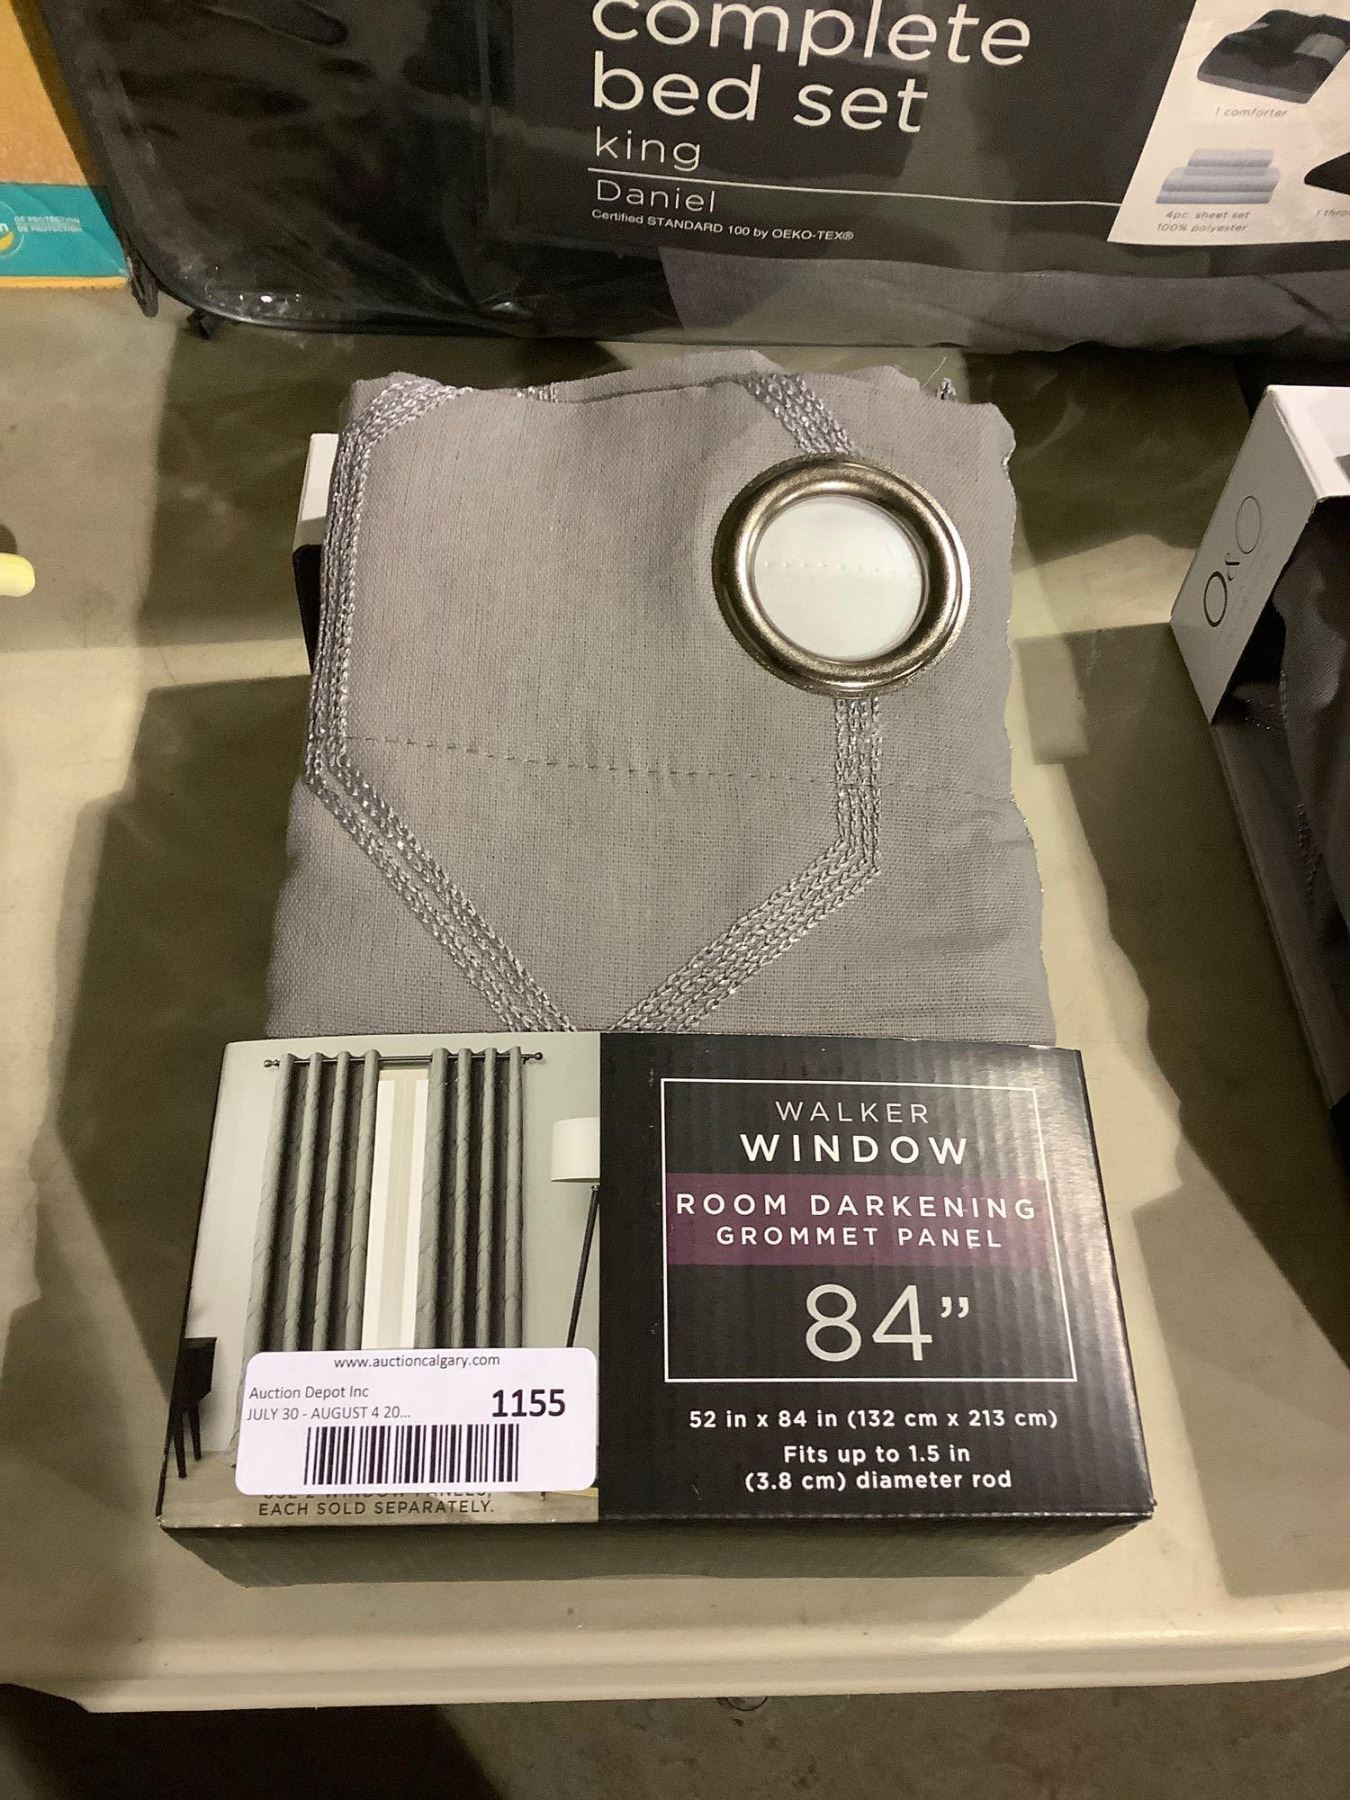 complete
bed set
king
Daniel
Certified STANDARD 100 by OEKO-TEX®
1 comforter
4pc. sheet set
100% polyester
DE PROTECTION
O&O
WALKER
WINDOW
ROOM DARKENING
GROMMET PANEL
84”
52 in x 84 in (132 cm x 213 cm)
Fits up to 1.5 in
(3.8 cm) diameter rod
www.auctioncalgary.com
Auction Depot Inc
JULY 30 - AUGUST 4 20...
1155
EACH SOLD SEPARATELY.